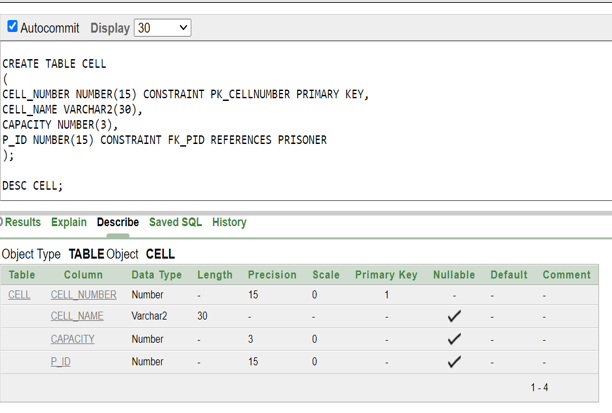 Autocommit Display 30
CREATE TABLE CELL
(
CELL_NUMBER NUMBER(15) CONSTRAINT PK_CELLNUMBER PRIMARY KEY,
CELL_NAME VARCHAR2(30),
CAPACITY NUMBER(3),
P_ID NUMBER(15) CONSTRAINT FK_PID REFERENCES PRISONER
);
DESC CELL;
Results Explain Describe Saved SQL History
Object Type TABLE Object CELL
Table Column Data Type Length Precision Scale Primary Key Nullable Default Comment
CELL CELL_NUMBER Number - 15 0 1 - - -
CELL_NAME Varchar2 30 - - - ✓ - -
CAPACITY Number - 3 0 - ✓ - -
P_ID Number - 15 0 - ✓ - -
1 - 4